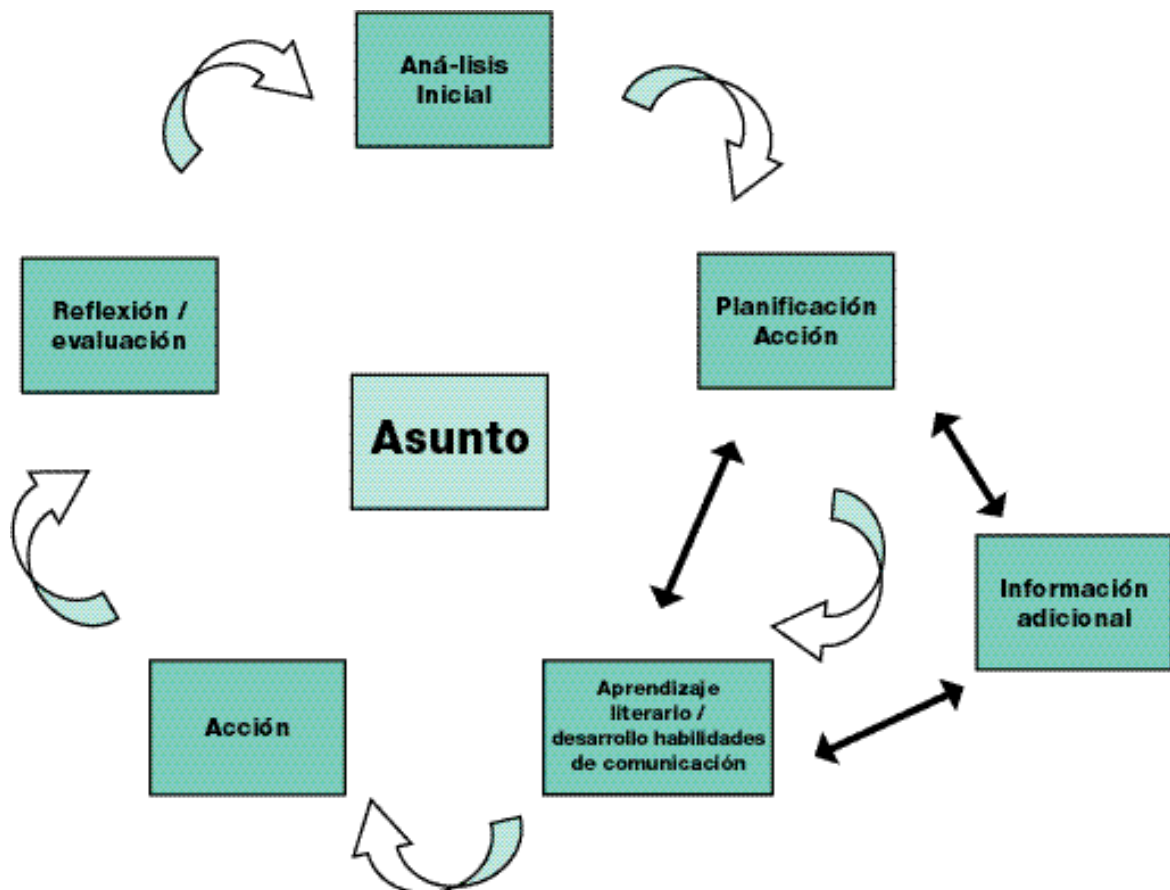 Aná-lisis
Inicial
Planificación
Acción
Reflexión /
evaluación
Asunto
Información
adicional
Aprendizaje
literario /
desarrollo habilidades
de comunicación
Acción